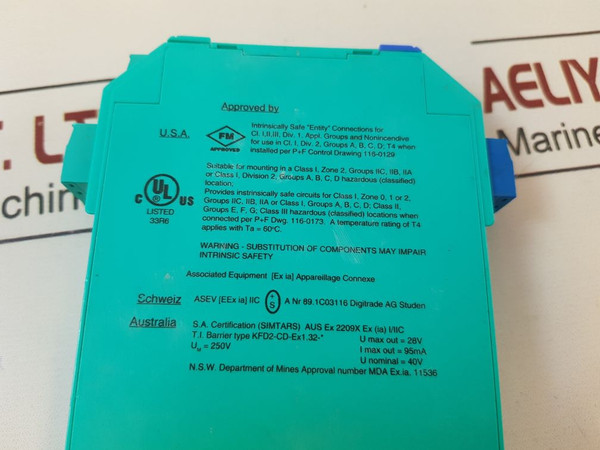 Approved by
U.S.A.
FM
APPROVED
Intrinsically Safe "Entity" Connections for
Cl. I,II,III, Div. 1, Appl. Groups and Nonincendive
for use in Cl. I, Div. 2, Groups A, B, C, D; T4 when
installed per P+F Control Drawing 116-0129
C UL US
LISTED
33R6
Suitable for mounting in a Class I, Zone 2, Groups IIC, IIB, IIA
or Class I, Division 2, Groups A, B, C, D hazardous (classified)
location;
Provides instrinsically safe circuits for Class I, Zone 0, 1 or 2,
Groups IIC, IIB, IIA or Class I, Groups A, B, C, D; Class II,
Groups E, F, G; Class III hazardous (classified) locations when
connected per P+F Dwg. 116-0173. A temperature rating of T4
applies with Ta = 60°C.
WARNING - SUBSTITUTION OF COMPONENTS MAY IMPAIR
INTRINSIC SAFETY
Associated Equipment [Ex ia] Appareillage Connexe
Schweiz
ASEV [EEx ia] IIC + S A Nr 89.1C03116 Digitrade AG Studen
Australia
S.A. Certification (SIMTARS) AUS Ex 2209X Ex (ia) I/IIC
T.I. Barrier type KFD2-CD-Ex1.32-* U max out = 28V
UM = 250V I max out = 95mA
U nominal = 40V
N.S.W. Department of Mines Approval number MDA Ex.ia. 11536
T. LT
chinery
AELIY
Marine